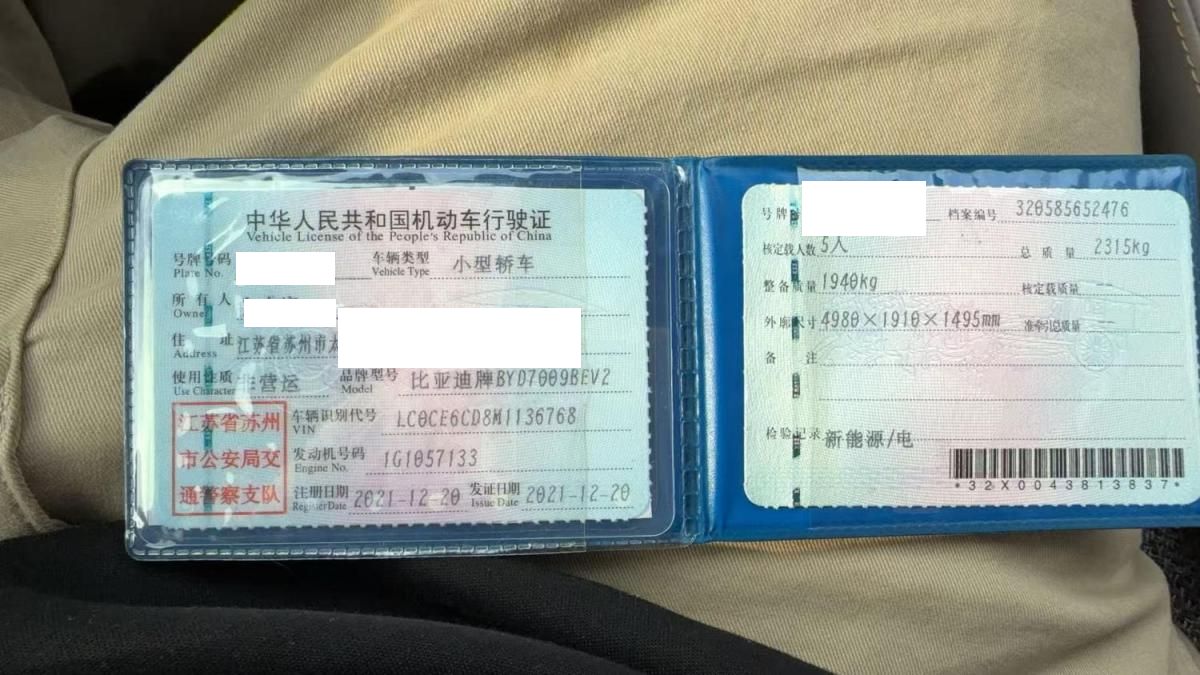 中华人民共和国机动车行驶证
Vehicle License of the People's Republic of China
号牌号码 车辆类型 小型轿车
Plate No. Vehicle Type
所有人
Owner
住址 江苏省苏州市太
Address
使用性质 非营运 品牌型号 比亚迪牌BYD7009BEV2
Use Character Model
江苏省苏州
市公安局交
通警察支队
车辆识别代号 LC0CE6CD8M1136768
VIN
发动机号码 1G1057133
Engine No.
注册日期 2021-12-20 发证日期 2021-12-20
Register Date Issue Date
号牌 档案编号 320585652476
核定载人数 5人 总质量 2315kg
整备质量 1940kg 核定载质量 --
外廓尺寸 4980×1910×1495mm 准牵引总质量 --
备注
检验记录 新能源/电
*32X0043813837*